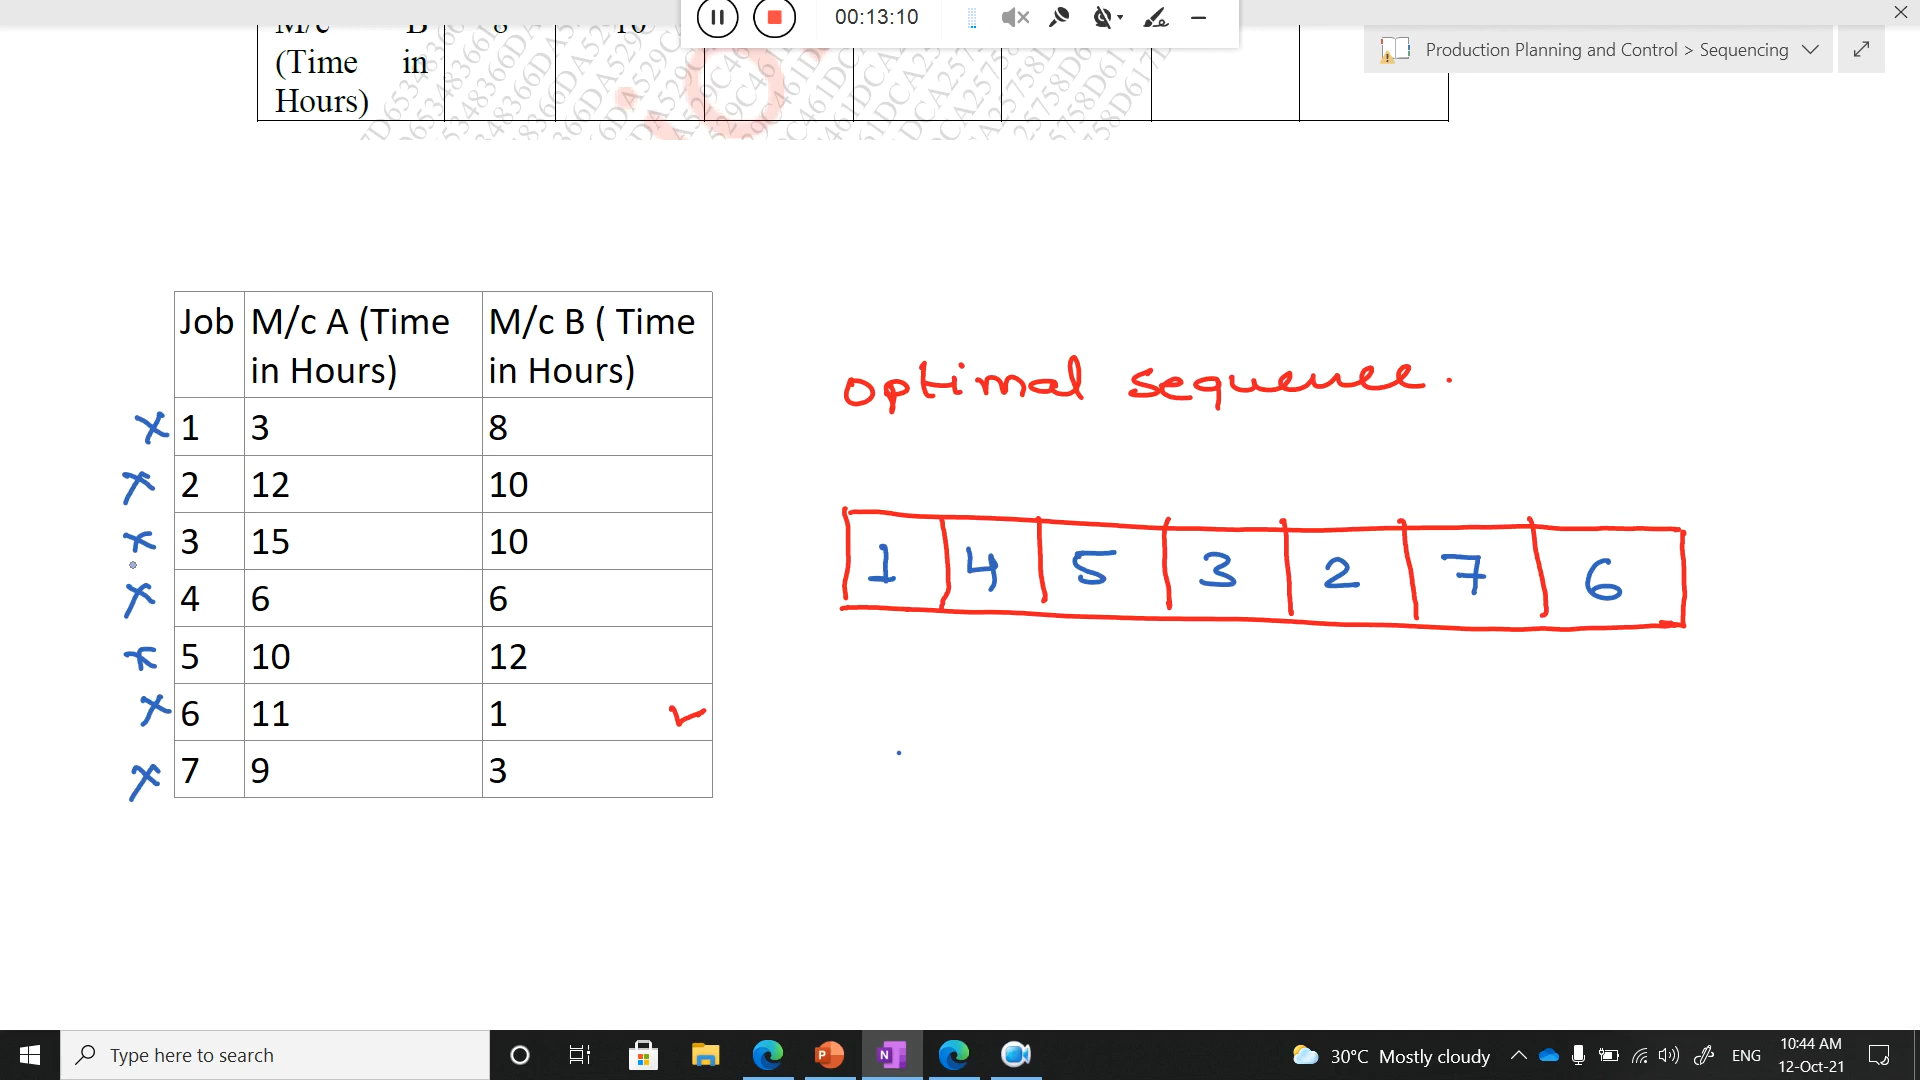 00:13:10
M/c B 8 10
(Time in
Hours)
Production Planning and Control > Sequencing
Job M/c A (Time in Hours) M/c B ( Time in Hours)
1 3 8
2 12 10
3 15 10
4 6 6
5 10 12
6 11 1
7 9 3
optimal sequence.
1 4 5 3 2 7 6
Type here to search
30°C Mostly cloudy
ENG
10:44 AM
12-Oct-21